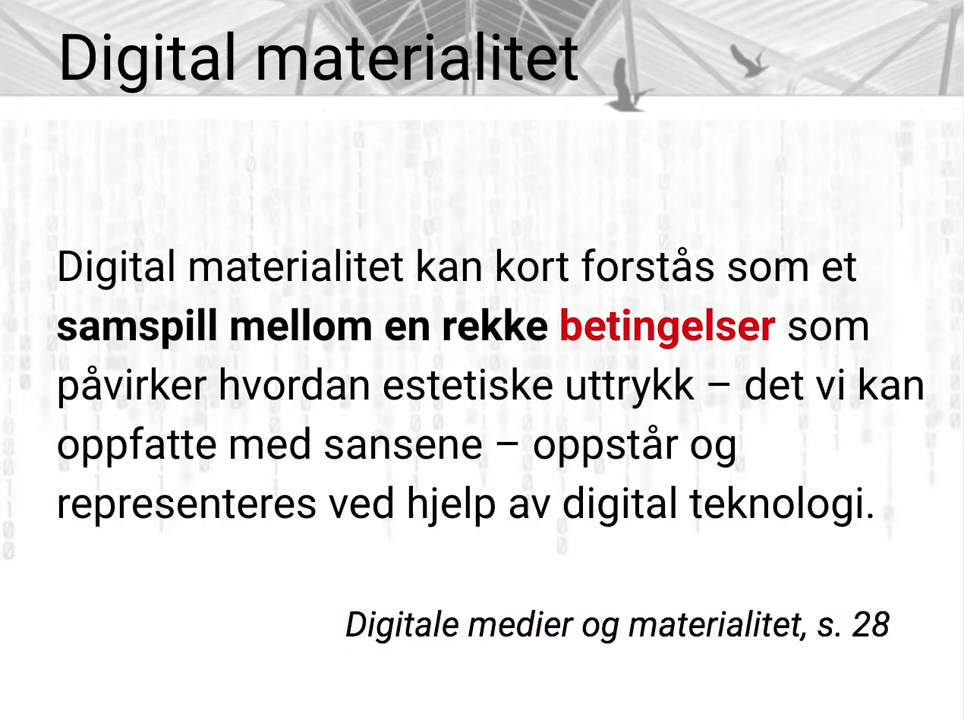 Digital materialitet
Digital materialitet kan kort forstås som et
samspill mellom en rekke betingelser som
påvirker hvordan estetiske uttrykk – det vi kan
oppfatte med sansene – oppstår og
representeres ved hjelp av digital teknologi.
Digitale medier og materialitet, s. 28